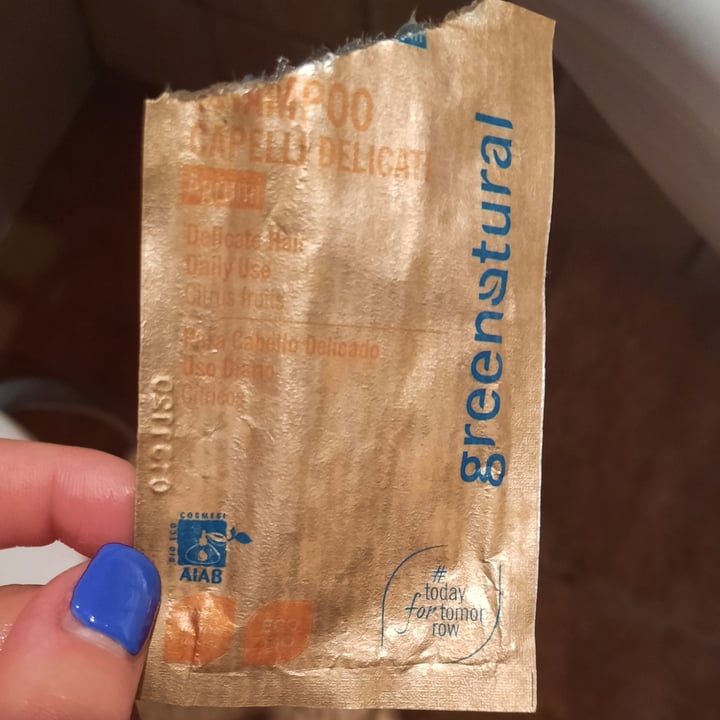 CAPELLI DELICATI
Agrumi
Delicate Hair
Daily Use
Citrus fruits
Para Cabello Delicado
Uso Diario
greenatural
COSMESI
BIO ECO
AIAB
#
today
for tomor
row